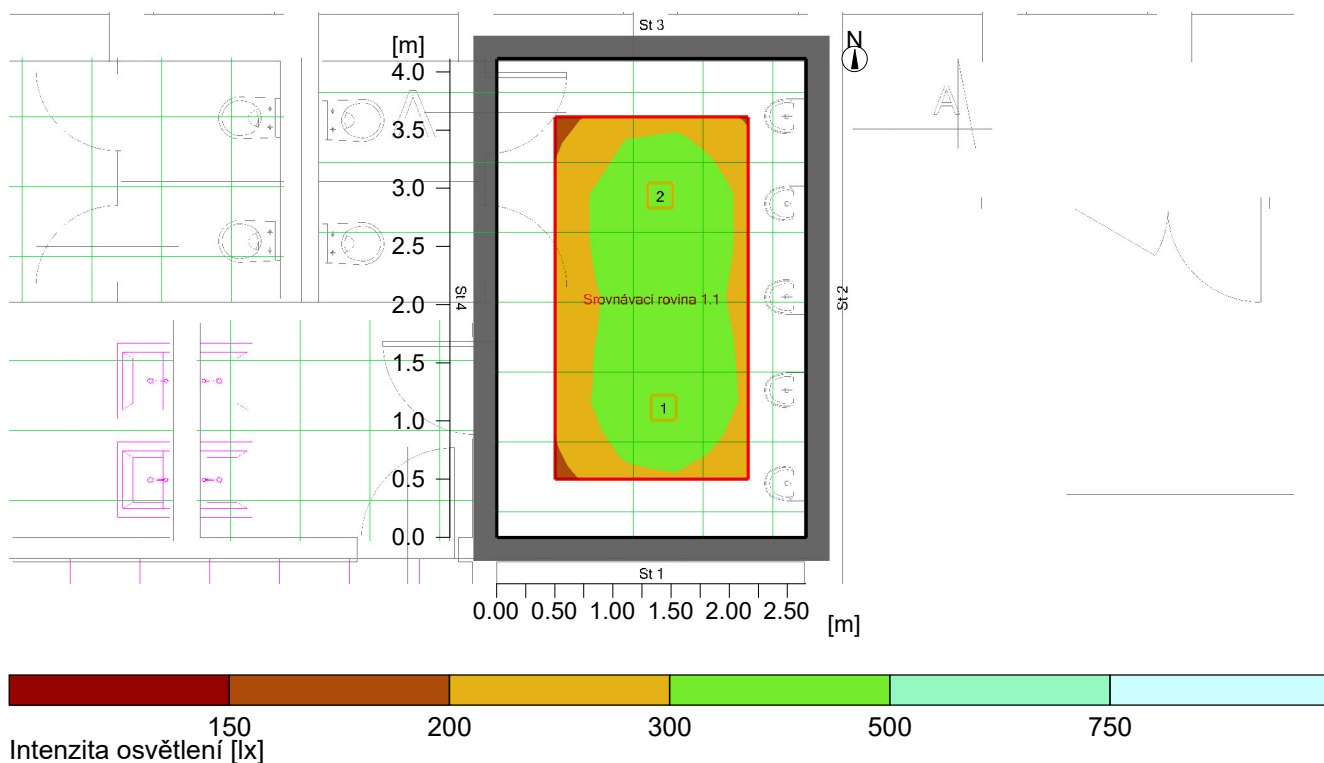 St 3
[m]
N
4.0
A
A
3.5
3.0
2
2.5
St 4
Srovnávací rovina 1.1
St 2
2.0
1.5
1
1.0
0.5
0.0
St 1
0.00 0.50 1.00 1.50 2.00 2.50
[m]
150 200 300 500 750
Intenzita osvětlení [lx]